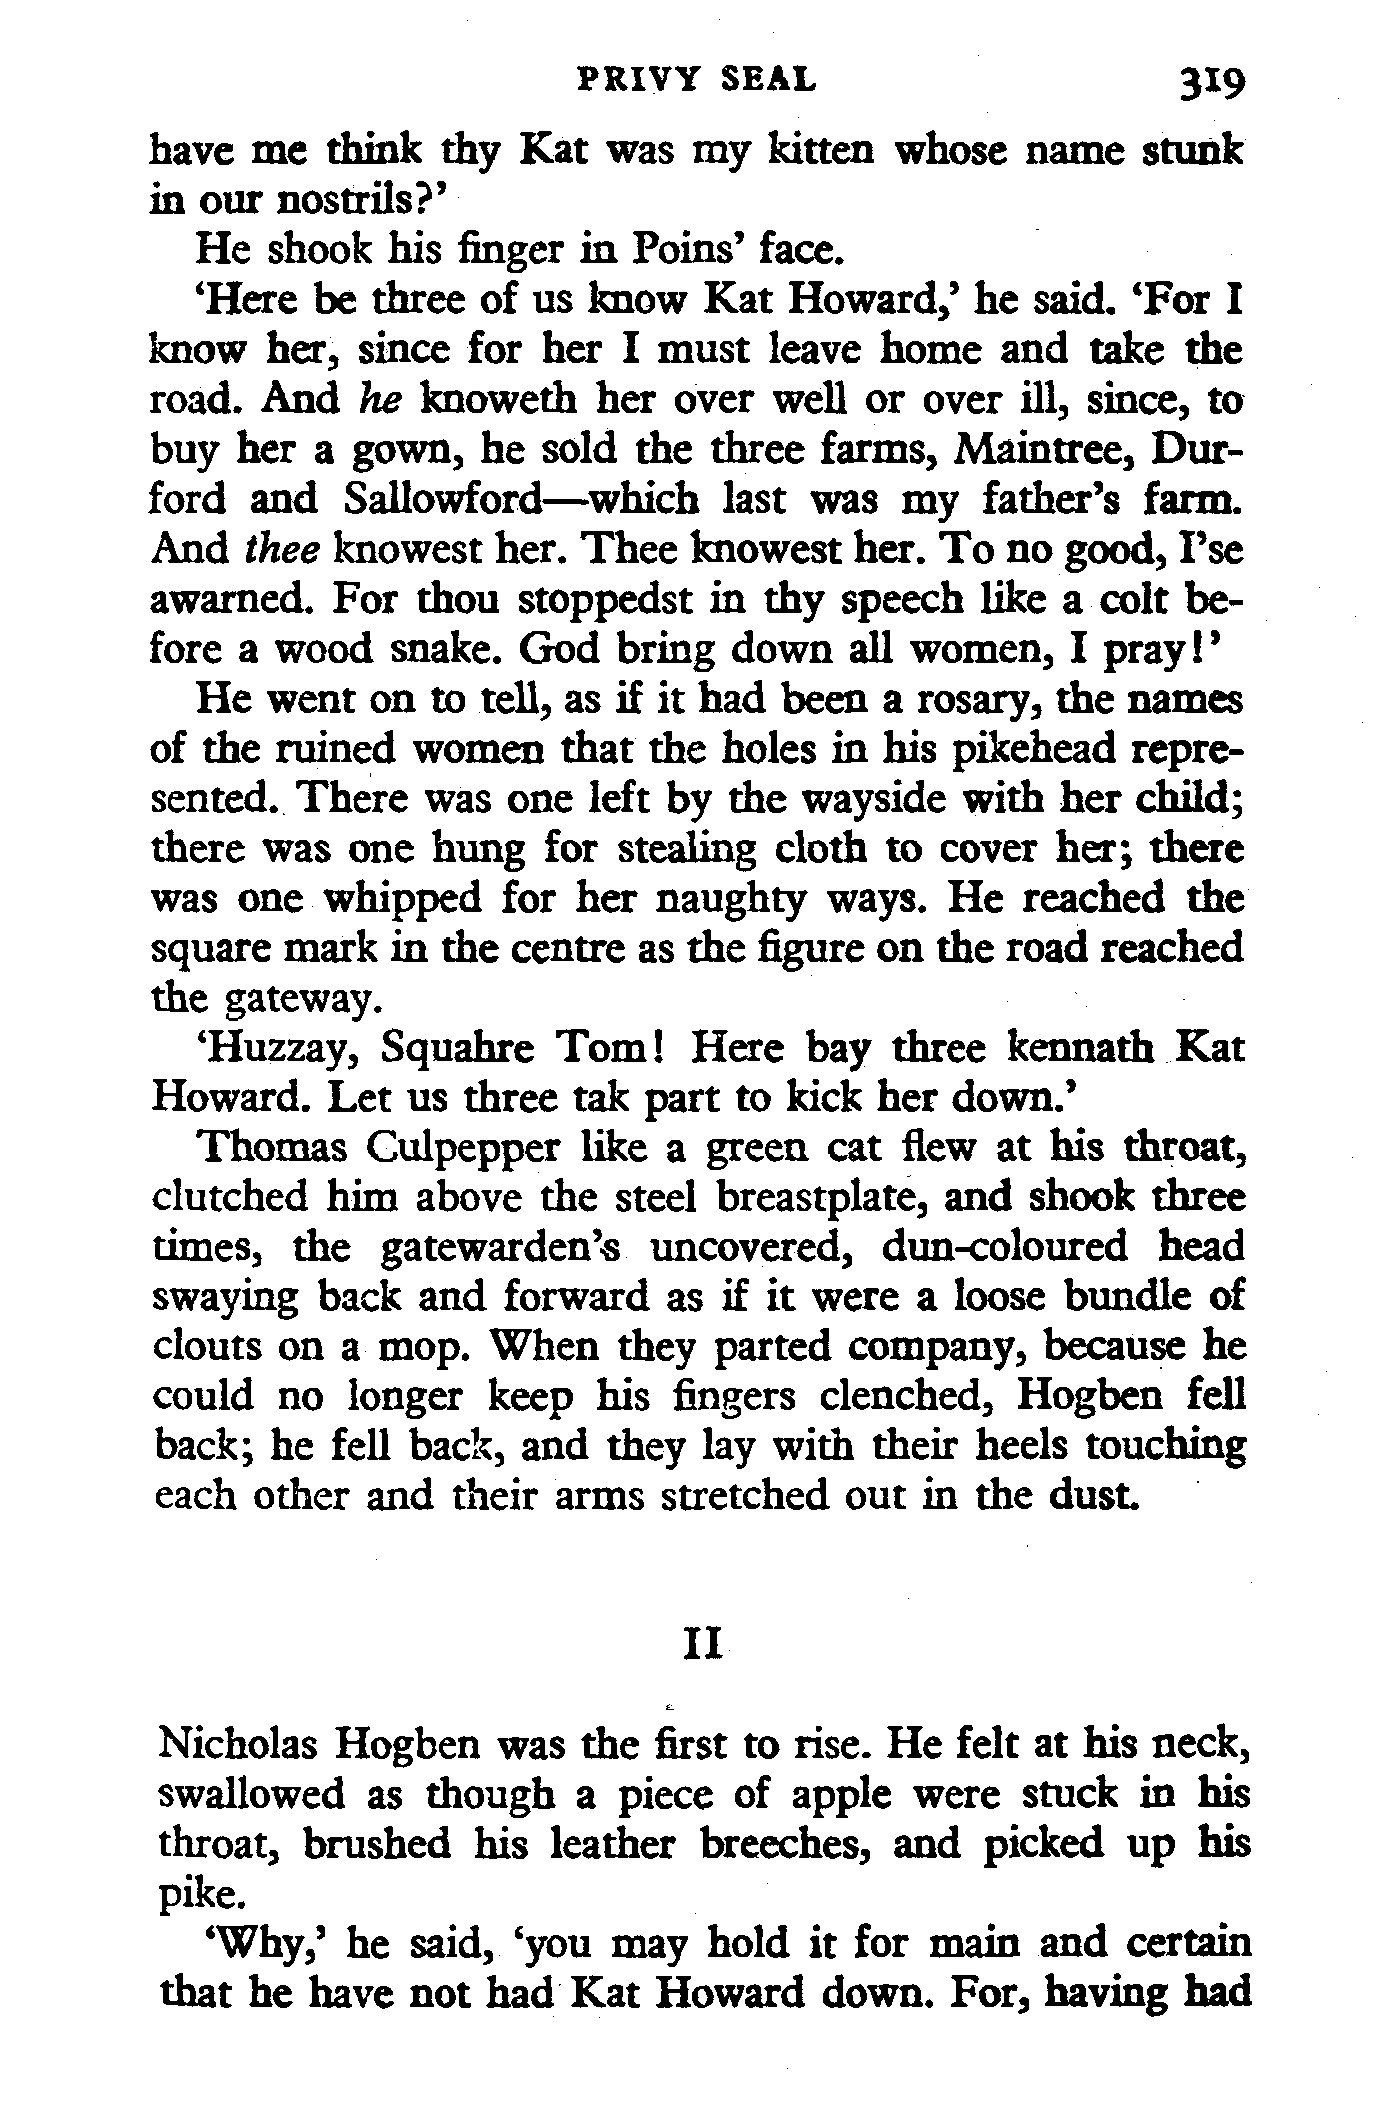 PRIVY SEAL 319
have me think thy Kat was my kitten whose name stunk
in our nostrils?’
He shook his finger in Poins’ face.
‘Here be three of us know Kat Howard,’ he said. ‘For I
know her, since for her I must leave home and take the
road. And he knoweth her over well or over ill, since, to
buy her a gown, he sold the three farms, Maintree, Dur-
ford and Sallowford—which last was my father’s farm.
And thee knowest her. Thee knowest her. To no good, I’se
awarned. For thou stoppedst in thy speech like a colt be-
fore a wood snake. God bring down all women, I pray!’
He went on to tell, as if it had been a rosary, the names
of the ruined women that the holes in his pikehead repre-
sented. There was one left by the wayside with her child;
there was one hung for stealing cloth to cover her; there
was one whipped for her naughty ways. He reached the
square mark in the centre as the figure on the road reached
the gateway.
‘Huzzay, Squahre Tom! Here bay three kennath Kat
Howard. Let us three tak part to kick her down.’
Thomas Culpepper like a green cat flew at his throat,
clutched him above the steel breastplate, and shook three
times, the gatewarden’s uncovered, dun-coloured head
swaying back and forward as if it were a loose bundle of
clouts on a mop. When they parted company, because he
could no longer keep his fingers clenched, Hogben fell
back; he fell back, and they lay with their heels touching
each other and their arms stretched out in the dust.
II
Nicholas Hogben was the first to rise. He felt at his neck,
swallowed as though a piece of apple were stuck in his
throat, brushed his leather breeches, and picked up his
pike.
‘Why,’ he said, ‘you may hold it for main and certain
that he have not had Kat Howard down. For, having had